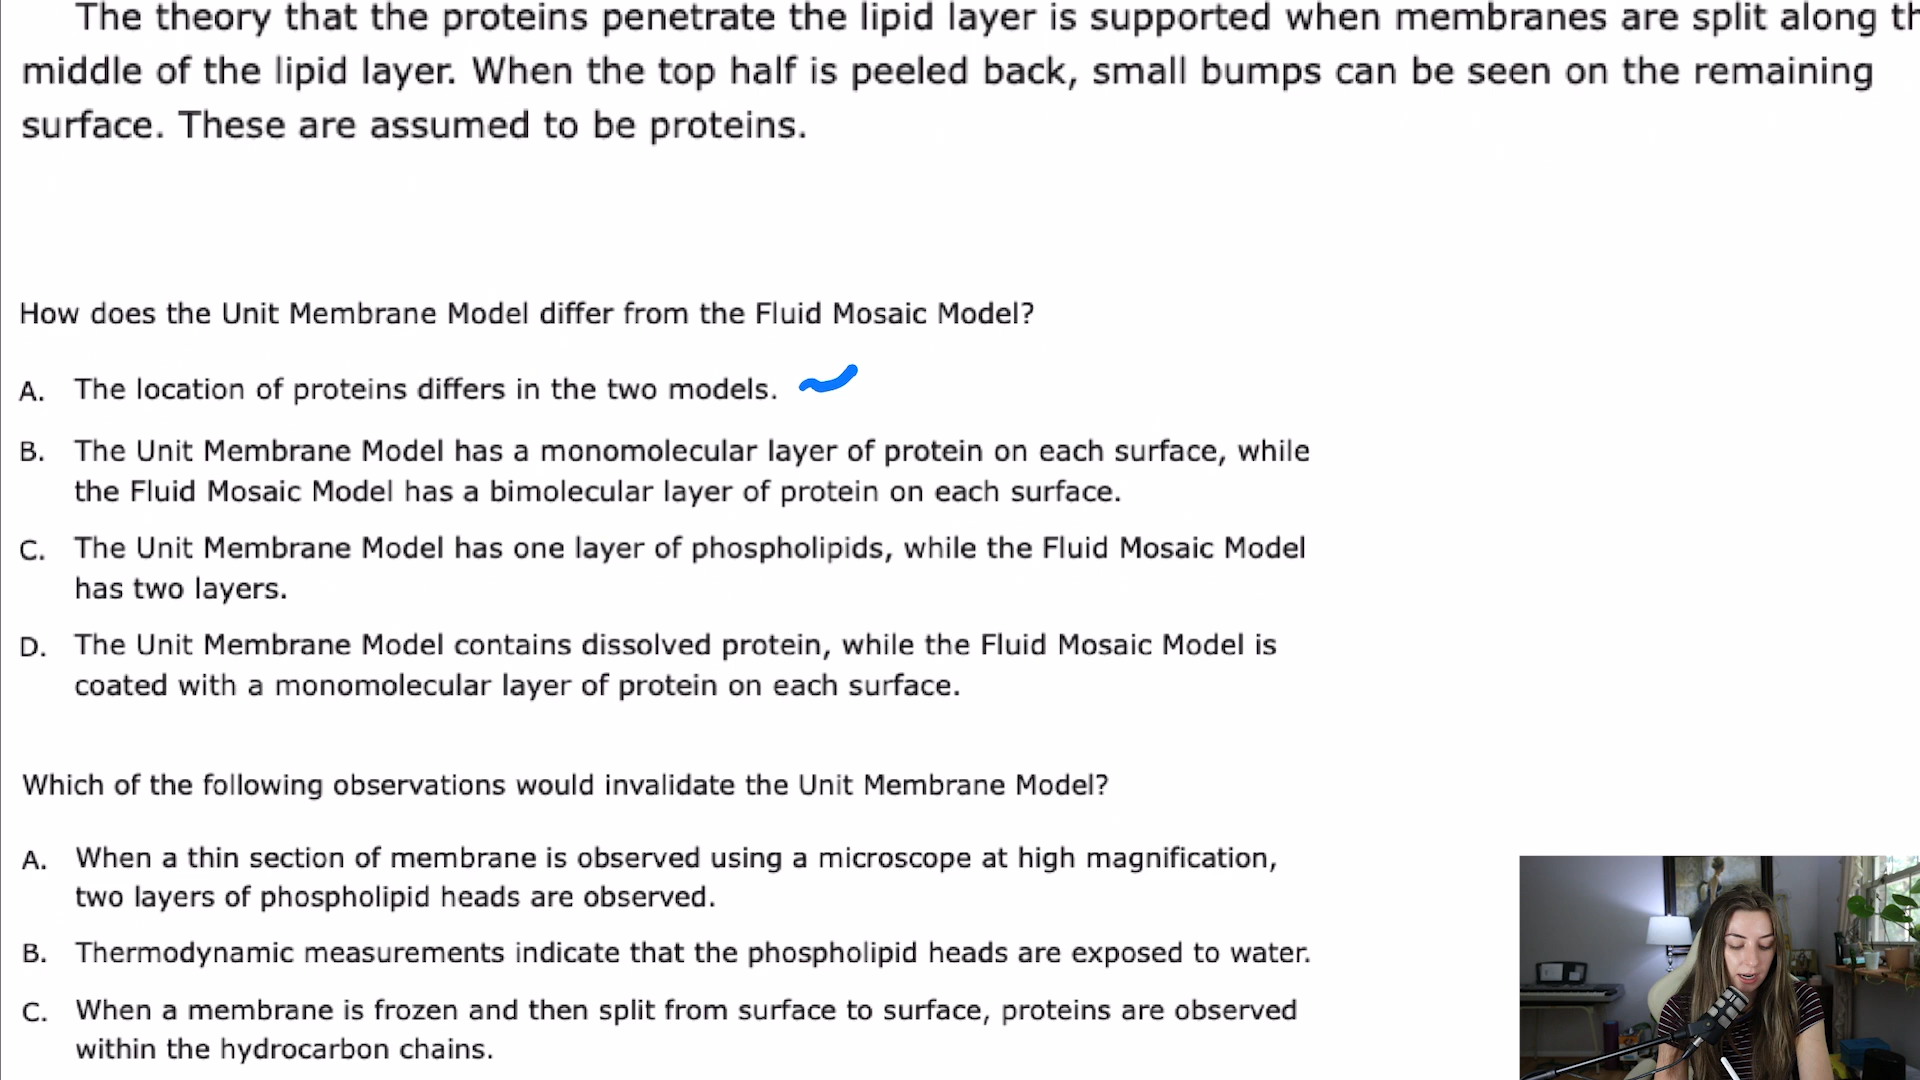 The theory that the proteins penetrate the lipid layer is supported when membranes are split along
middle of the lipid layer. When the top half is peeled back, small bumps can be seen on the remaining
surface. These are assumed to be proteins.
How does the Unit Membrane Model differ from the Fluid Mosaic Model?
A. The location of proteins differs in the two models.
B. The Unit Membrane Model has a monomolecular layer of protein on each surface, while
the Fluid Mosaic Model has a bimolecular layer of protein on each surface.
C. The Unit Membrane Model has one layer of phospholipids, while the Fluid Mosaic Model
has two layers.
D. The Unit Membrane Model contains dissolved protein, while the Fluid Mosaic Model is
coated with a monomolecular layer of protein on each surface.
Which of the following observations would invalidate the Unit Membrane Model?
A. When a thin section of membrane is observed using a microscope at high magnification,
two layers of phospholipid heads are observed.
B. Thermodynamic measurements indicate that the phospholipid heads are exposed to water.
C. When a membrane is frozen and then split from surface to surface, proteins are observed
within the hydrocarbon chains.